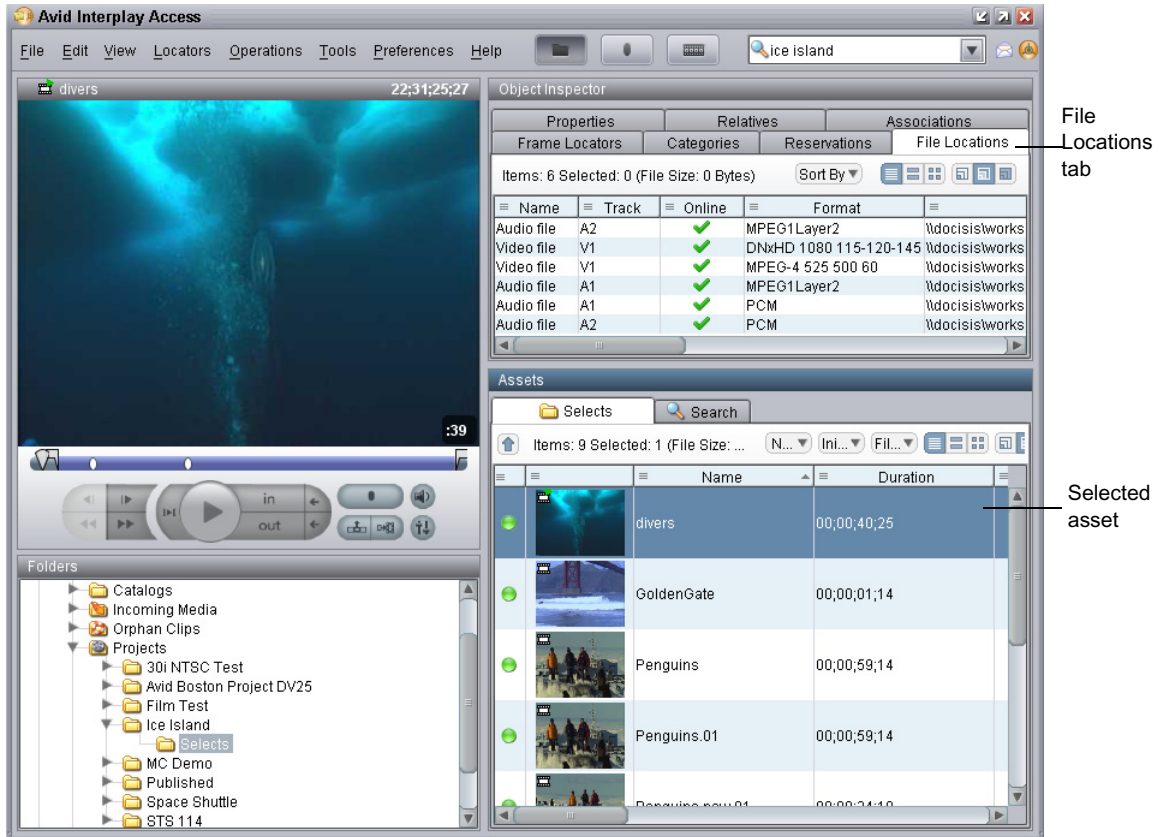 Avid Interplay Access
File Edit View Locators Operations Tools Preferences Help
ice island
divers 22;31;25;27
:39
in
out
Folders
Catalogs
Incoming Media
Orphan Clips
Projects
30i NTSC Test
Avid Boston Project DV25
Film Test
Ice Island
Selects
MC Demo
Published
Space Shuttle
STS 114
Object Inspector
Properties Relatives Associations
Frame Locators Categories Reservations File Locations
Items: 6 Selected: 0 (File Size: 0 Bytes) Sort By
Name Track Online Format
Audio file A2 MPEG1Layer2 \\docisis\works
Video file V1 DNxHD 1080 115-120-145 \\docisis\works
Video file V1 MPEG-4 525 500 60 \\docisis\works
Audio file A1 MPEG1Layer2 \\docisis\works
Audio file A1 PCM \\docisis\works
Audio file A2 PCM \\docisis\works
Assets
Selects Search
Items: 9 Selected: 1 (File Size: ... N... Ini... Fil...
Name Duration
divers 00;00;40;25
GoldenGate 00;00;01;14
Penguins 00;00;59;14
Penguins.01 00;00;59;14
File
Locations
tab
Selected
asset